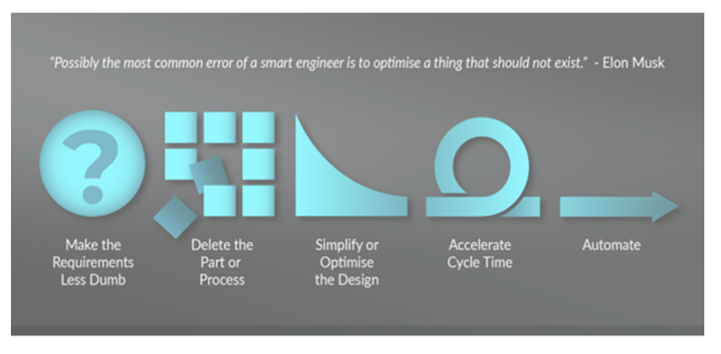 "Possibly the most common error of a smart engineer is to optimise a thing that should not exist." - Elon Musk
?
Make the
Requirements
Less Dumb
Delete the
Part or
Process
Simplify or
Optimise
the Design
Accelerate
Cycle Time
Automate